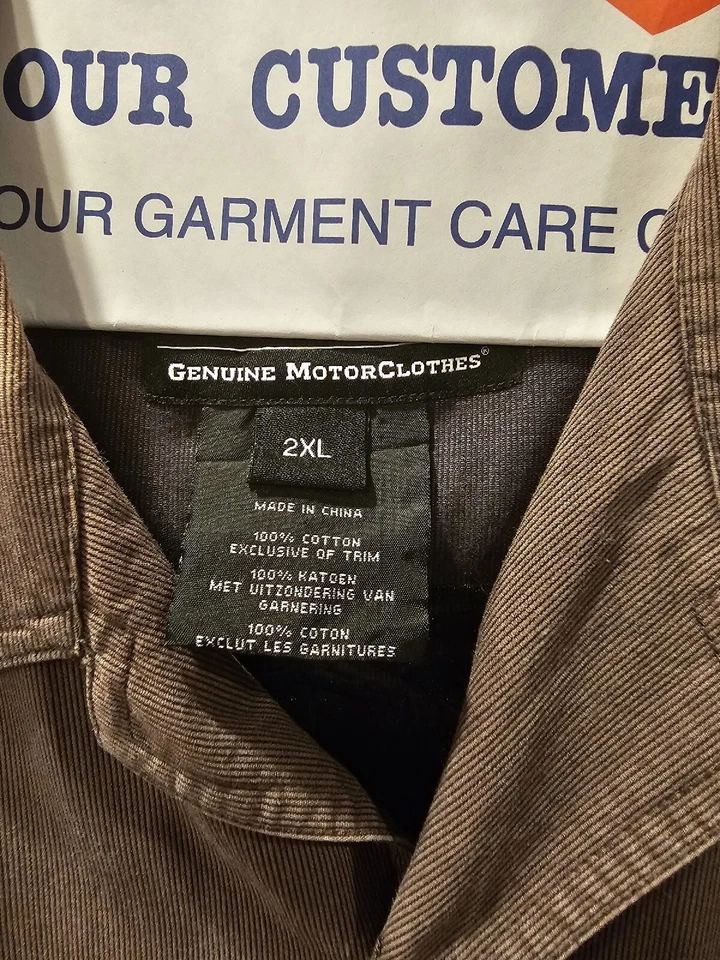 OUR CUSTOME
OUR GARMENT CARE
GENUINE MOTORCLOTHES®
2XL
MADE IN CHINA
100% COTTON
EXCLUSIVE OF TRIM
100% KATOEN
MET UITZONDERING VAN
GARNERING
100% COTON
EXCLUT LES GARNITURES